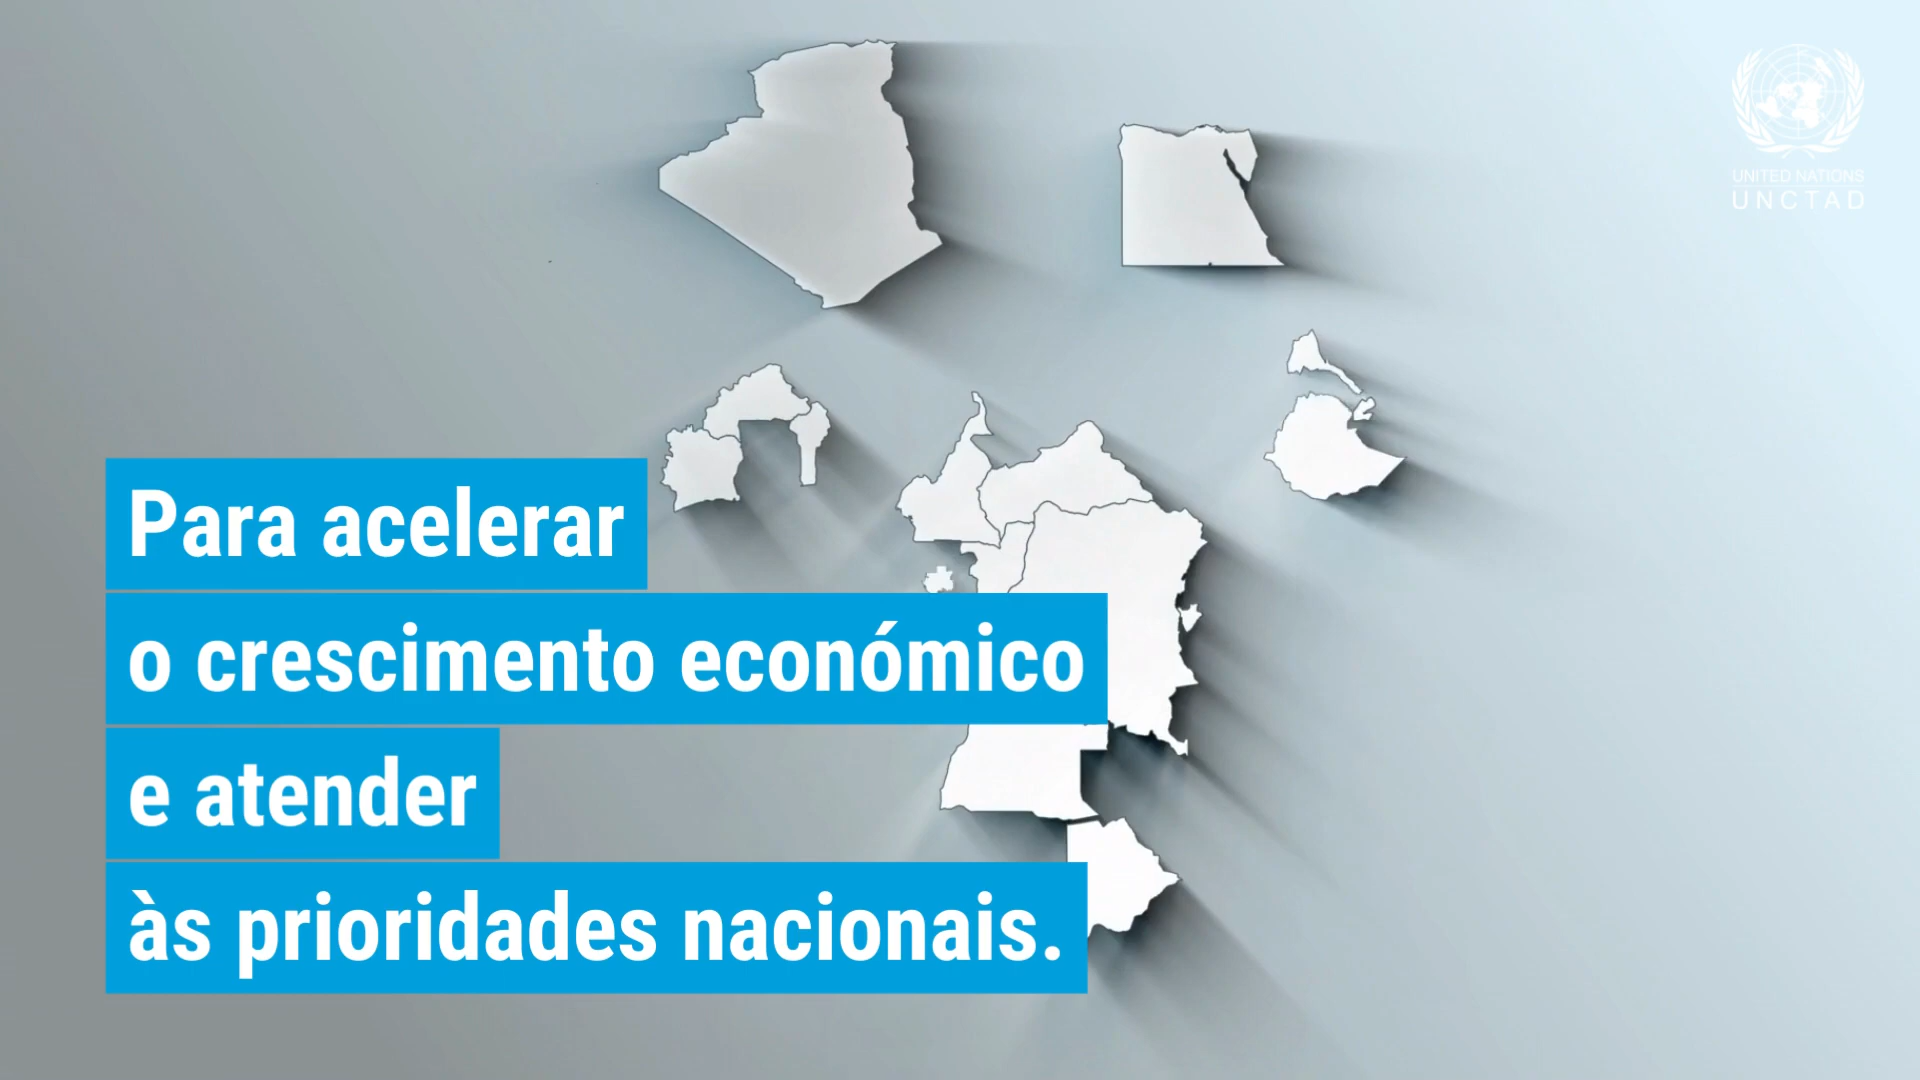 UNITED NATIONS
UNCTAD
Para acelerar
o crescimento económico
e atender
às prioridades nacionais.